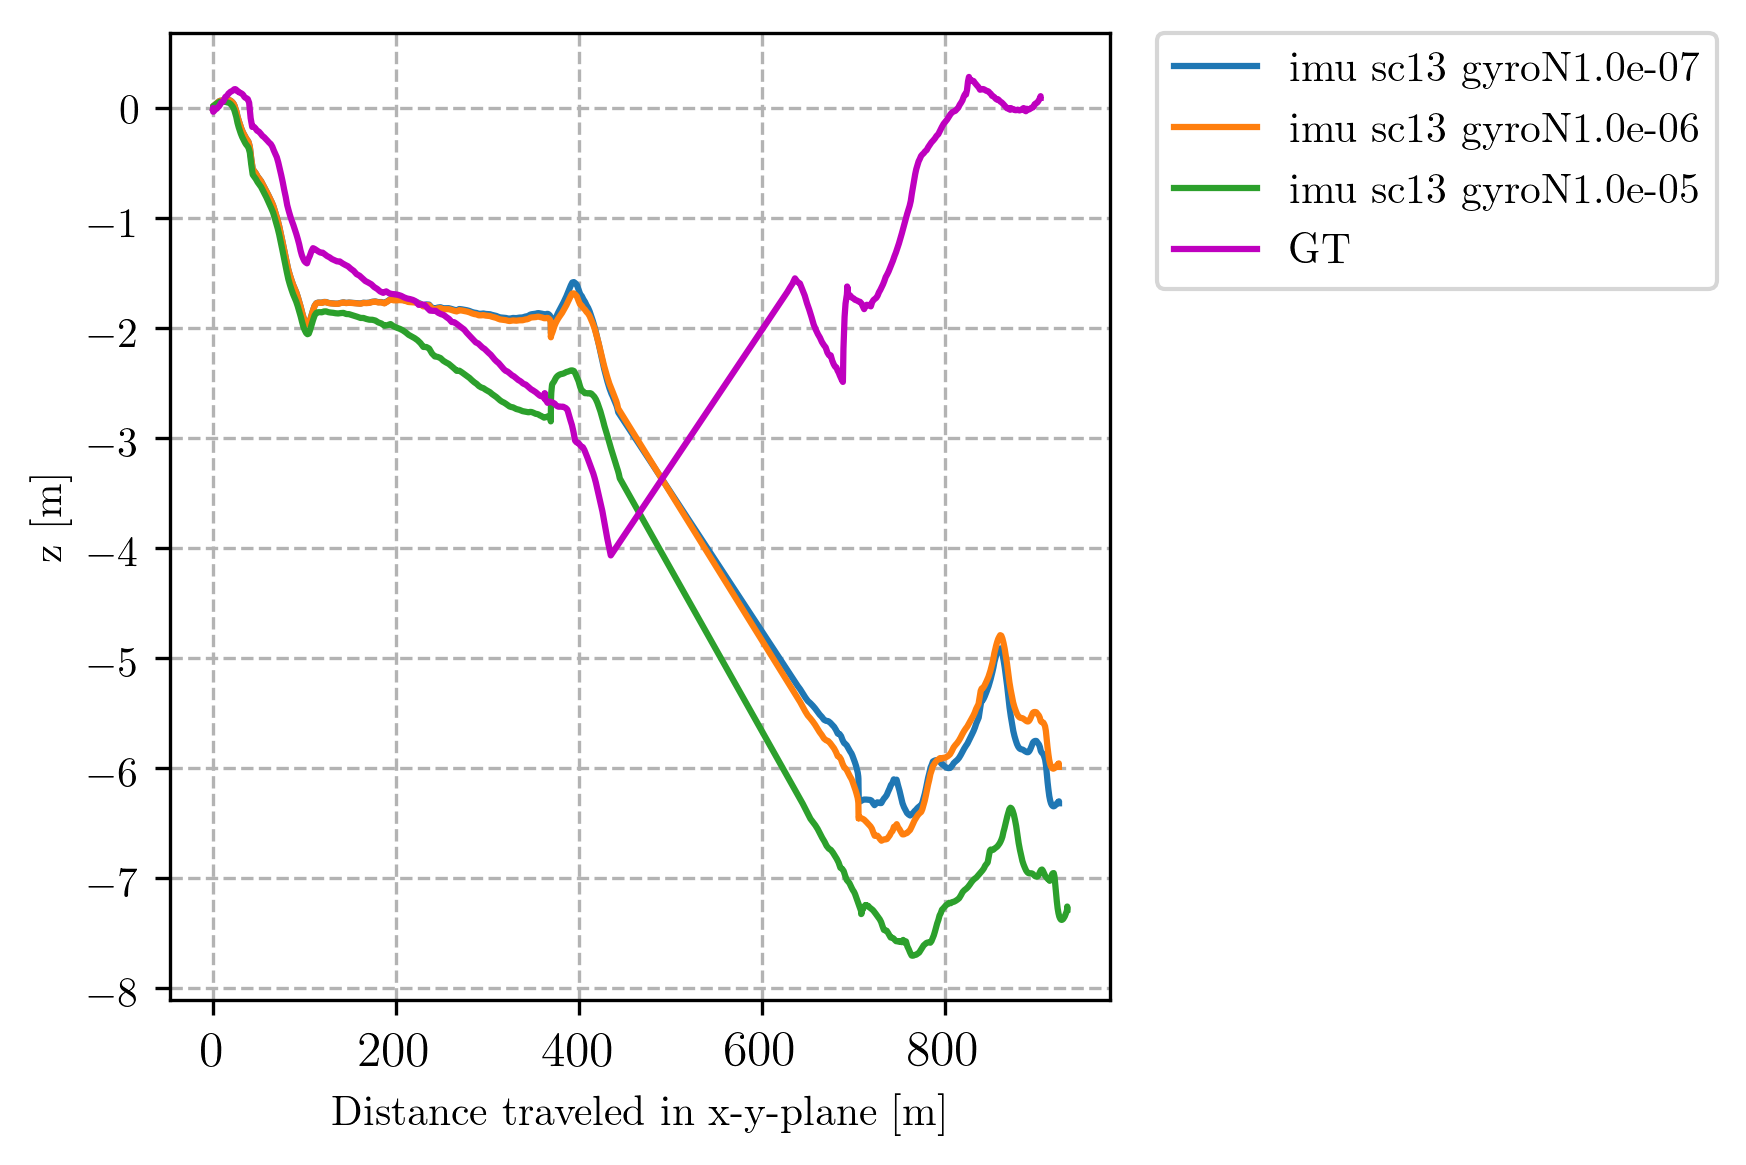 imu sc13 gyroN1.0e-07
imu sc13 gyroN1.0e-06
imu sc13 gyroN1.0e-05
GT
z [m]
0
−1
−2
−3
−4
−5
−6
−7
−8
0 200 400 600 800
Distance traveled in x-y-plane [m]